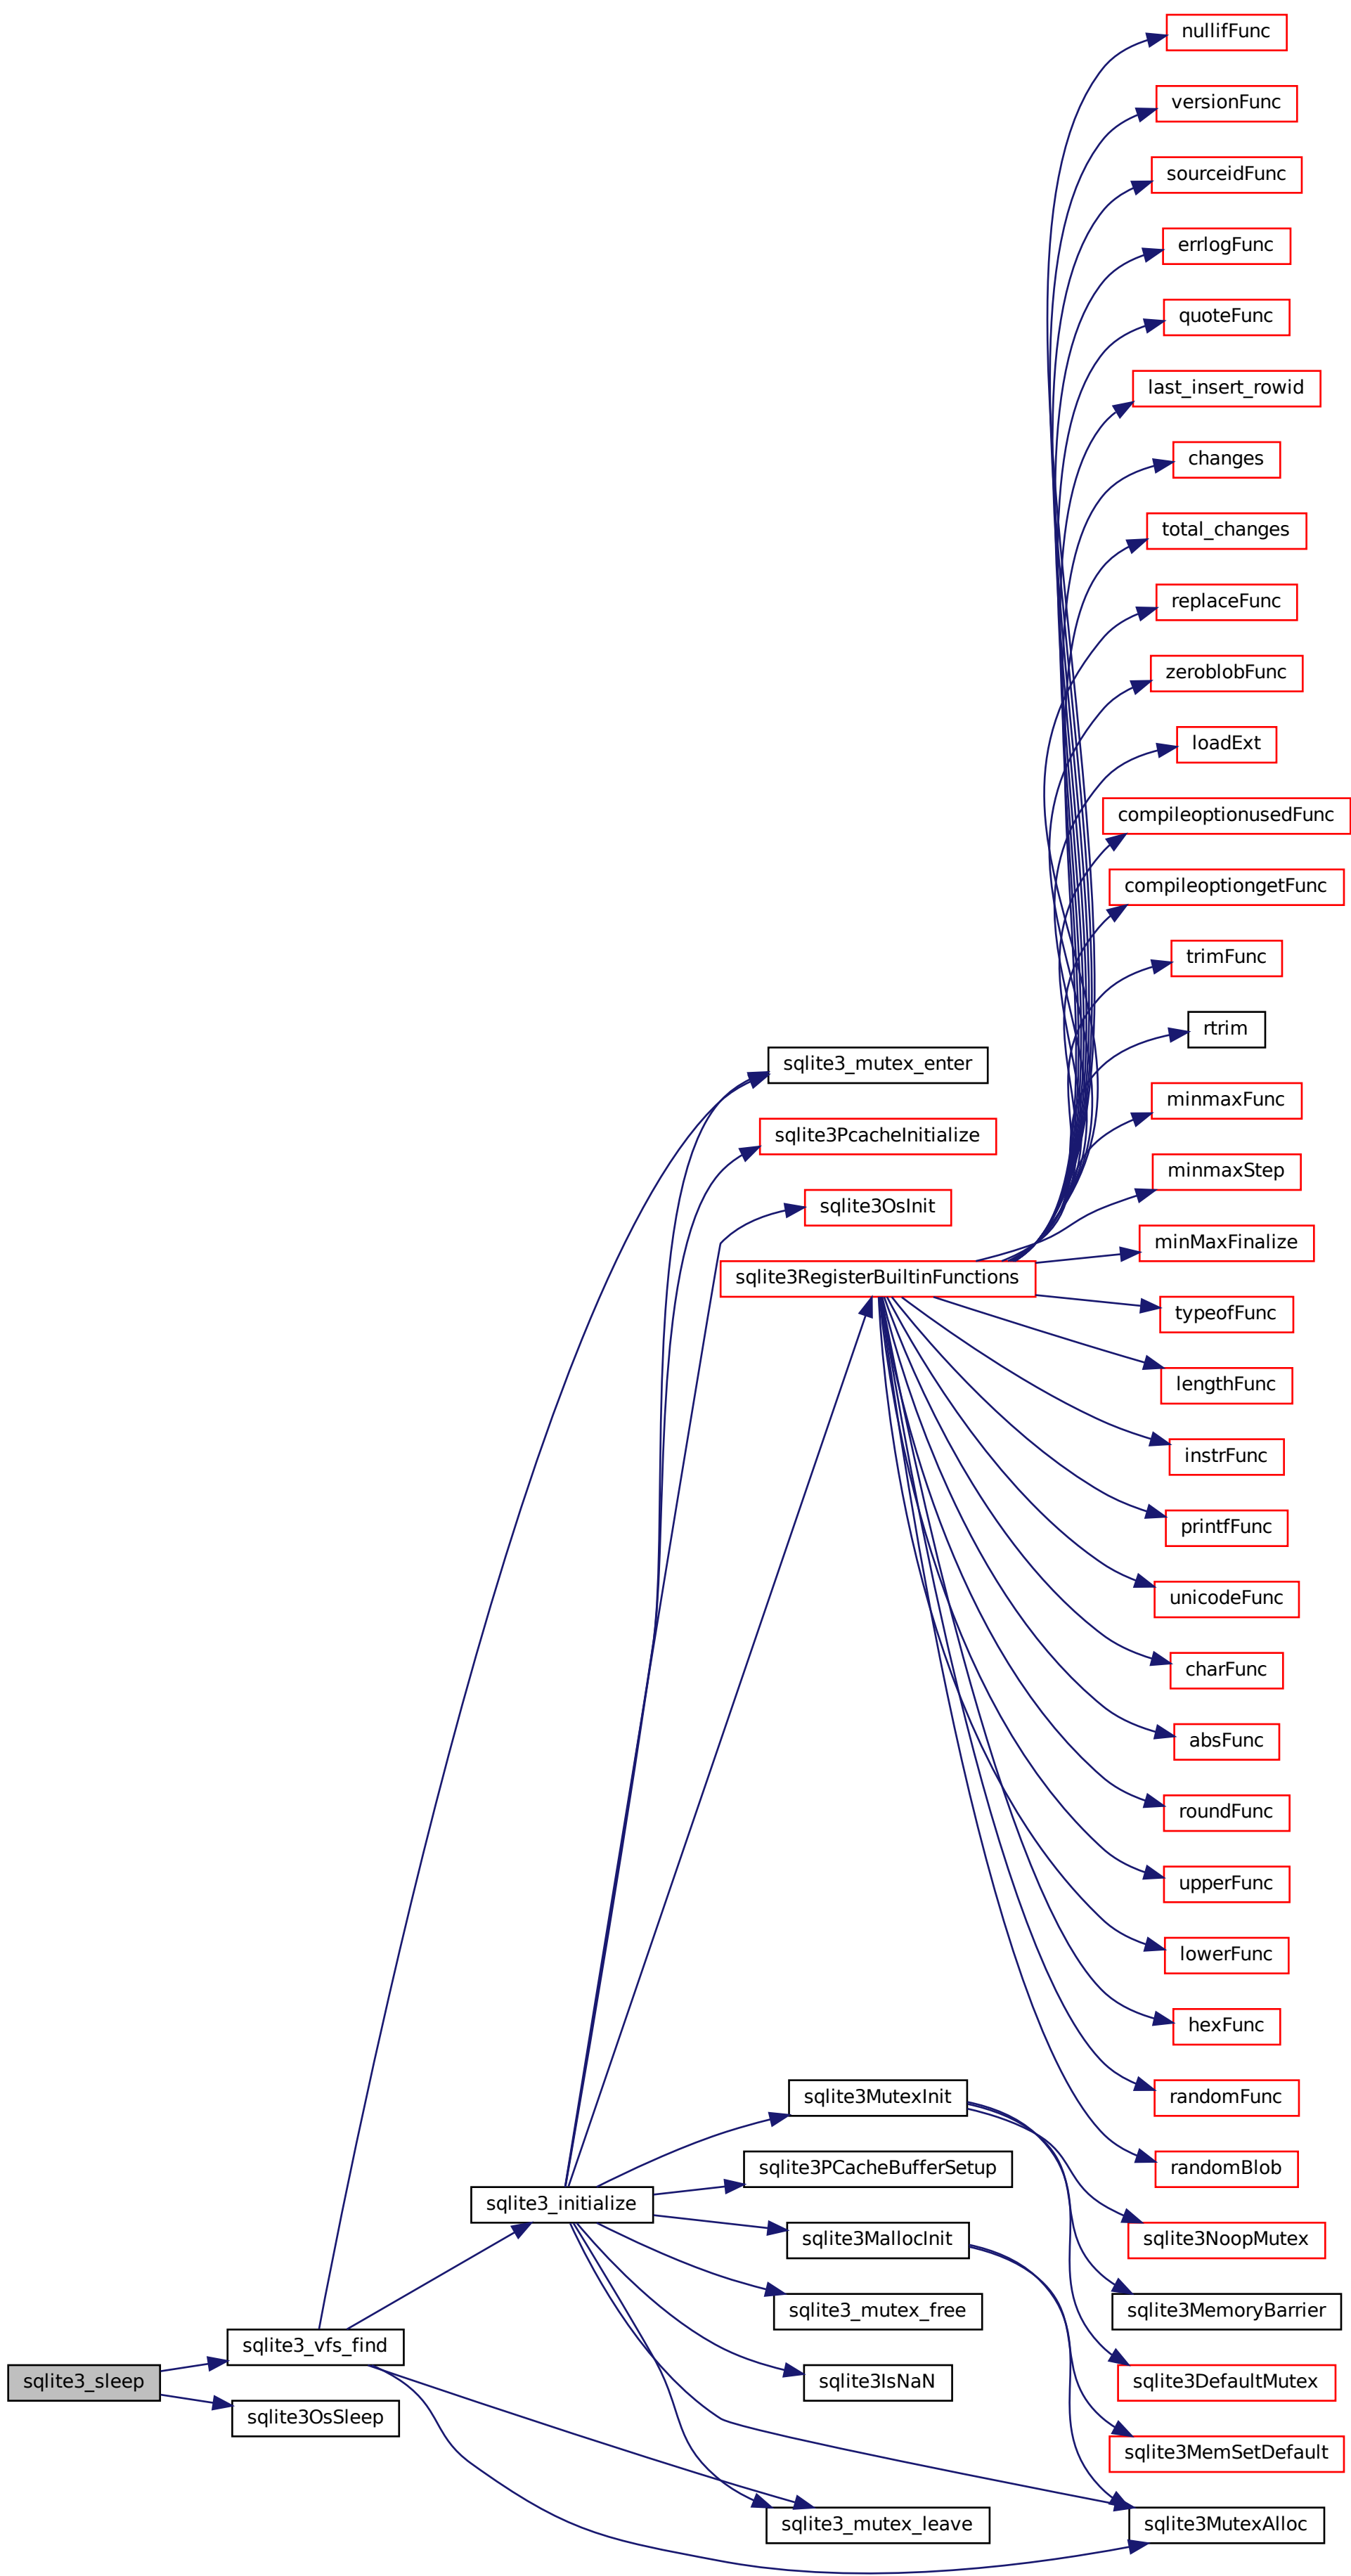 nullifFunc
versionFunc
sourceidFunc
errlogFunc
quoteFunc
last_insert_rowid
changes
total_changes
replaceFunc
zeroblobFunc
loadExt
compileoptionusedFunc
compileoptiongetFunc
trimFunc
rtrim
sqlite3_mutex_enter
minmaxFunc
sqlite3PcacheInitialize
minmaxStep
sqlite3OsInit
minMaxFinalize
sqlite3RegisterBuiltinFunctions
typeofFunc
lengthFunc
instrFunc
printfFunc
unicodeFunc
charFunc
absFunc
roundFunc
upperFunc
lowerFunc
hexFunc
sqlite3MutexInit
randomFunc
sqlite3PCacheBufferSetup
randomBlob
sqlite3_initialize
sqlite3MallocInit
sqlite3NoopMutex
sqlite3_mutex_free
sqlite3MemoryBarrier
sqlite3_vfs_find
sqlite3_sleep
sqlite3IsNaN
sqlite3DefaultMutex
sqlite3OsSleep
sqlite3MemSetDefault
sqlite3_mutex_leave
sqlite3MutexAlloc